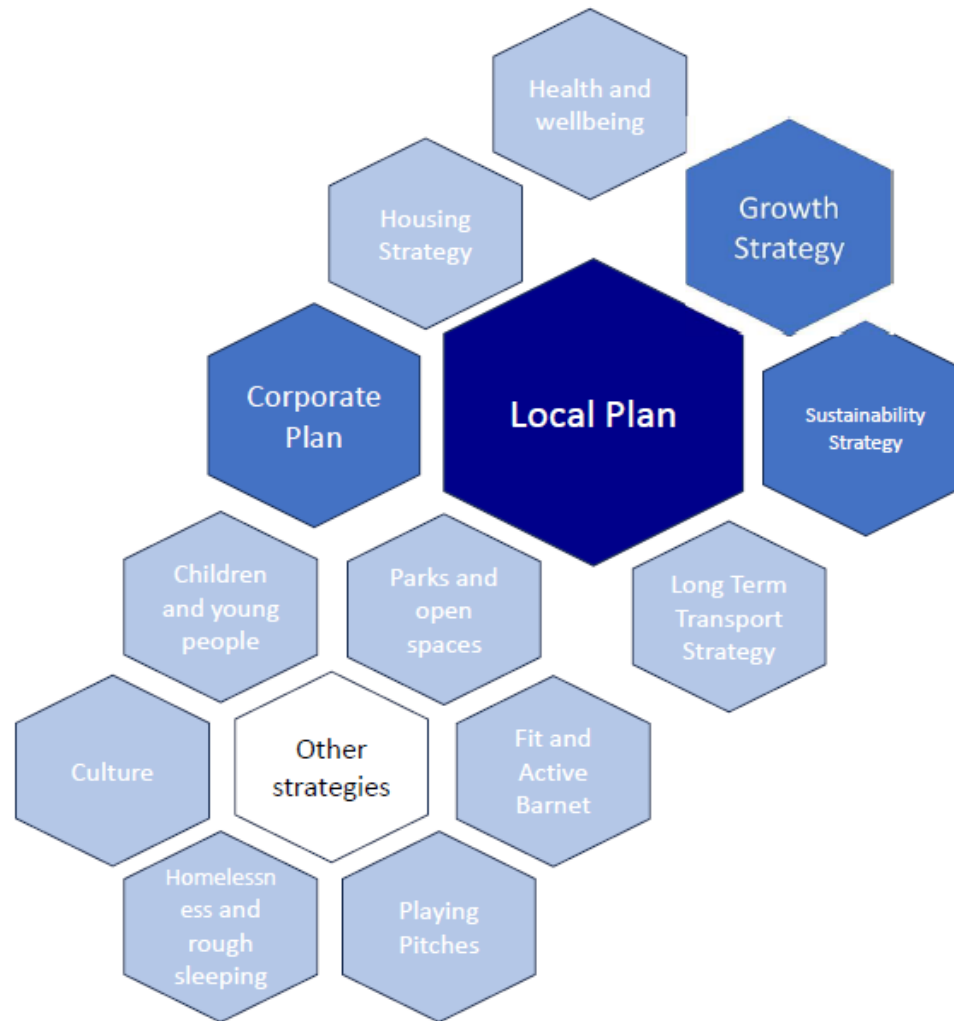 Health and
wellbeing
Growth
Strategy
Housing
Strategy
Corporate
Plan
Local Plan
Sustainability
Strategy
Children
and young
people
Parks and
open
spaces
Long Term
Transport
Strategy
Culture
Other
strategies
Fit and
Active
Barnet
Homelessn
ess and
rough
sleeping
Playing
Pitches